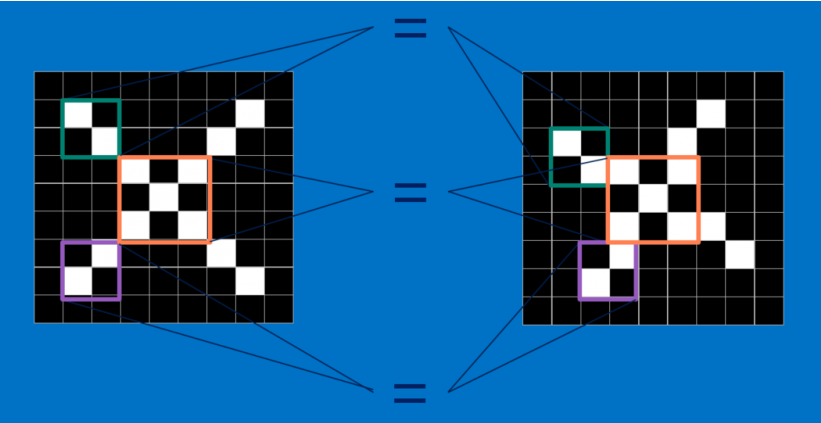 =
=
=